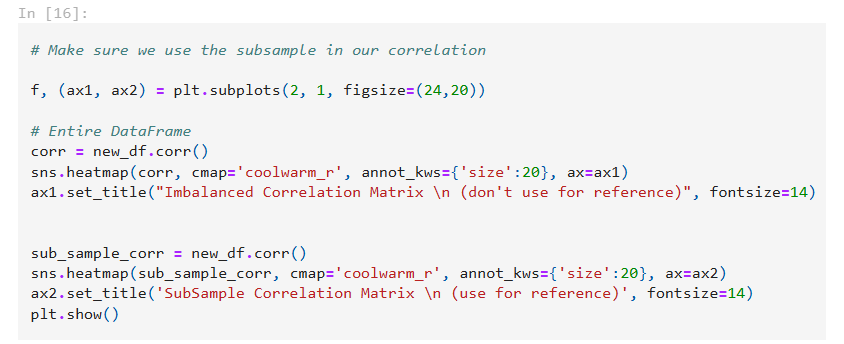 In [16]:
# Make sure we use the subsample in our correlation
f, (ax1, ax2) = plt.subplots(2, 1, figsize=(24,20))
# Entire DataFrame
corr = new_df.corr()
sns.heatmap(corr, cmap='coolwarm_r', annot_kws={'size':20}, ax=ax1)
ax1.set_title("Imbalanced Correlation Matrix \n (don't use for reference)", fontsize=14)
sub_sample_corr = new_df.corr()
sns.heatmap(sub_sample_corr, cmap='coolwarm_r', annot_kws={'size':20}, ax=ax2)
ax2.set_title('SubSample Correlation Matrix \n (use for reference)', fontsize=14)
plt.show()